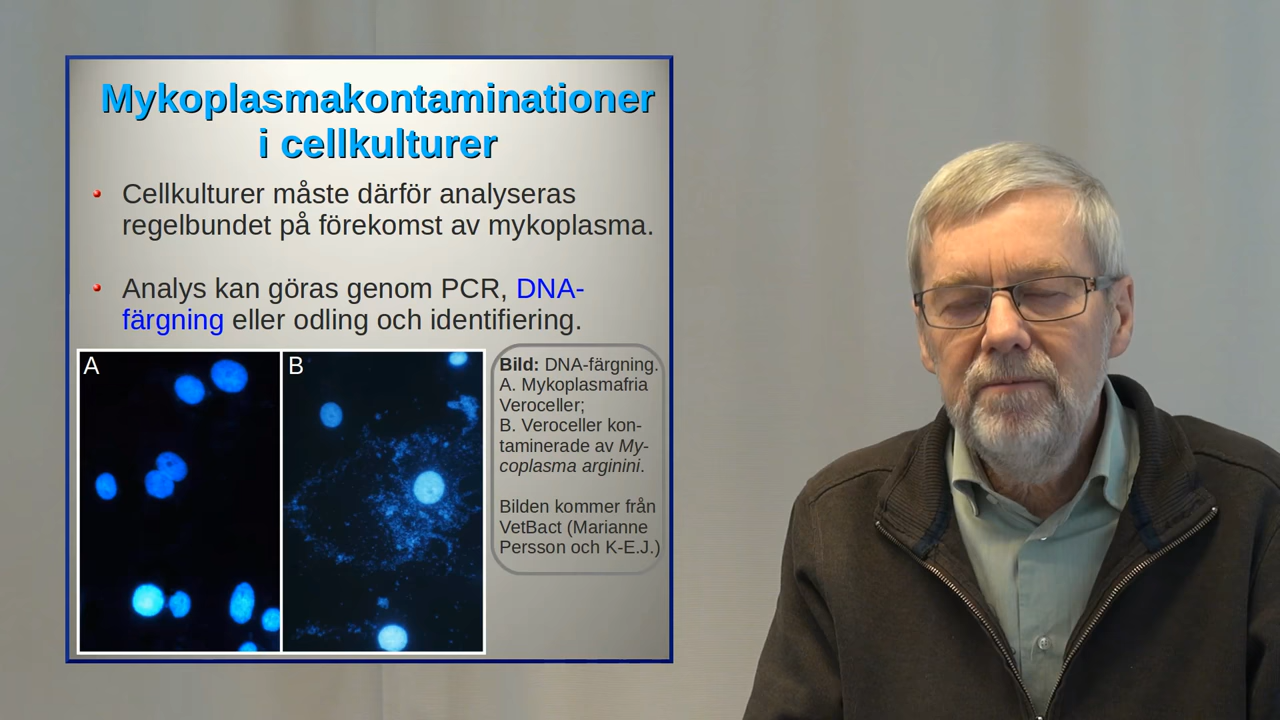 Mykoplasmakontaminationer
i cellkulturer
Cellkulturer måste därför analyseras
regelbundet på förekomst av mykoplasma.
Analys kan göras genom PCR, DNA-
färgning eller odling och identifiering.
A
B
Bild: DNA-färgning.
A. Mykoplasmafria
Veroceller;
B. Veroceller kon-
taminerade av My-
coplasma arginini.
Bilden kommer från
VetBact (Marianne
Persson och K-E.J.)